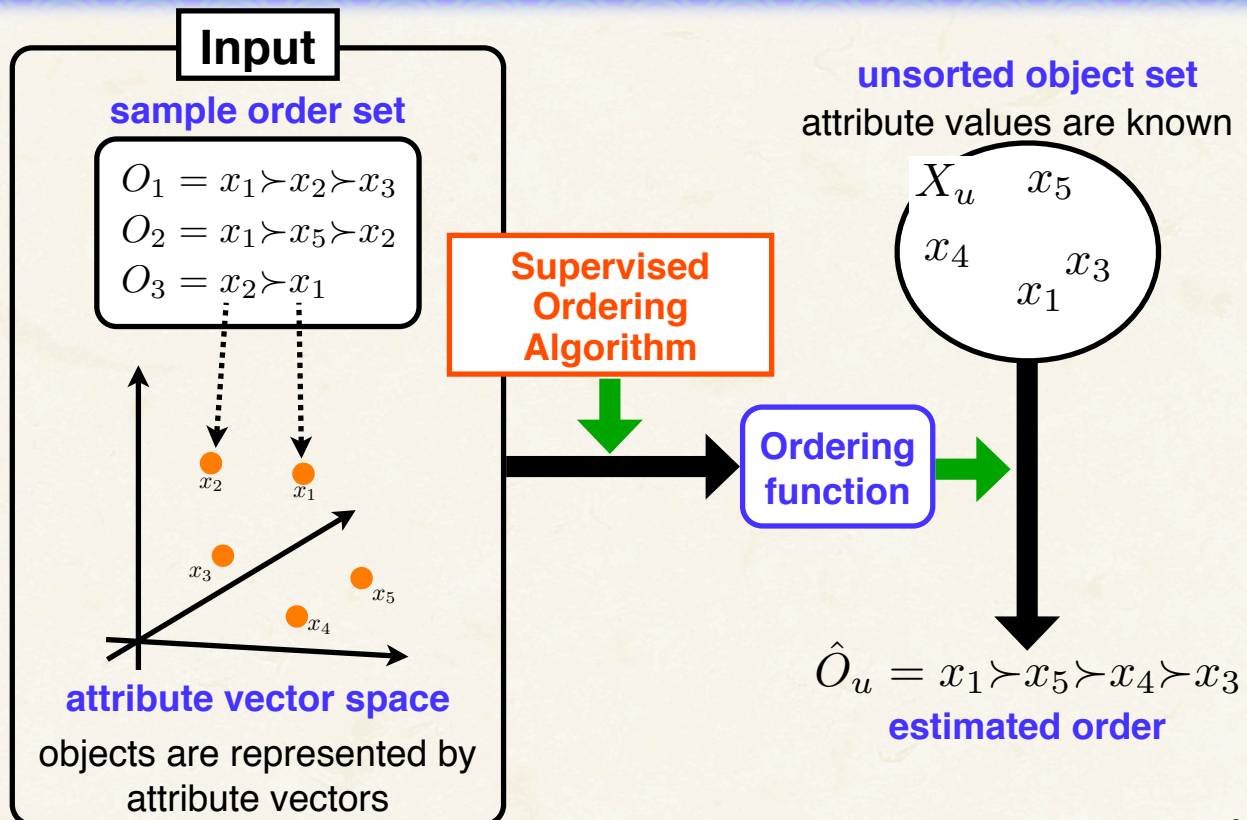 Input
sample order set
O₁ = x₁≻x₂≻x₃
O₂ = x₁≻x₅≻x₂
O₃ = x₂≻x₁
x₂
x₁
x₃
x₅
x₄
attribute vector space
objects are represented by
attribute vectors
Supervised
Ordering
Algorithm
Ordering
function
unsorted object set
attribute values are known
Xᵤ x₅
x₄
x₃
x₁
Ôᵤ = x₁≻x₅≻x₄≻x₃
estimated order